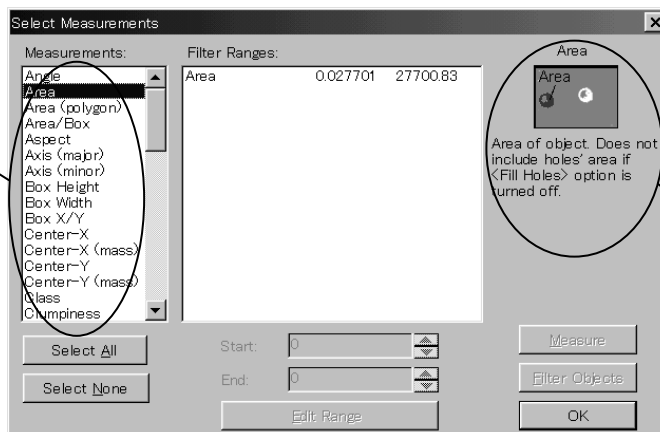 Select Measurements
Measurements:
Angle
Area
Area (polygon)
Area/Box
Aspect
Axis (major)
Axis (minor)
Box Height
Box Width
Box X/Y
Center-X
Center-X (mass)
Center-Y
Center-Y (mass)
Class
Clumpiness
Select All
Select None
Filter Ranges:
Area 0.027701 27700.83
Start: 0
End: 0
Edit Range
Area
Area
Area of object. Does not
include holes' area if
<Fill Holes> option is
turned off.
Measure
Filter Objects
OK